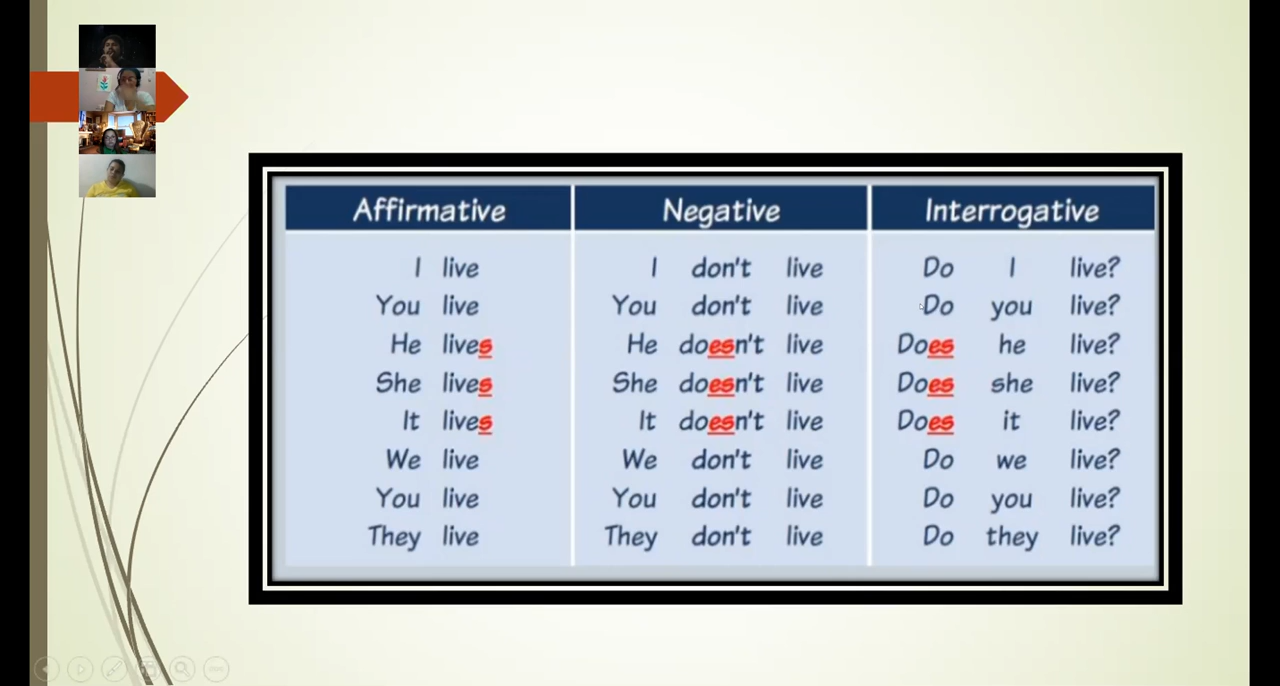 Affirmative Negative Interrogative
I live I don't live Do I live?
You live You don't live Do you live?
He lives He doesn't live Does he live?
She lives She doesn't live Does she live?
It lives It doesn't live Does it live?
We live We don't live Do we live?
You live You don't live Do you live?
They live They don't live Do they live?